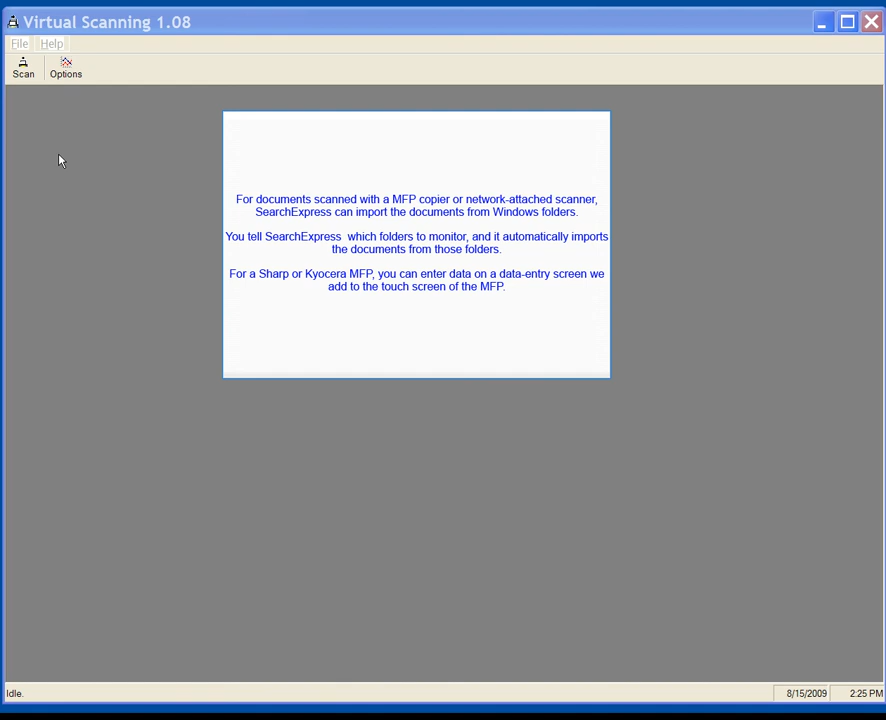 Virtual Scanning 1.08
File Help
Scan Options
For documents scanned with a MFP copier or network-attached scanner,
SearchExpress can import the documents from Windows folders.
You tell SearchExpress which folders to monitor, and it automatically imports
the documents from those folders.
For a Sharp or Kyocera MFP, you can enter data on a data-entry screen we
add to the touch screen of the MFP.
Idle. 8/15/2009 2:25 PM